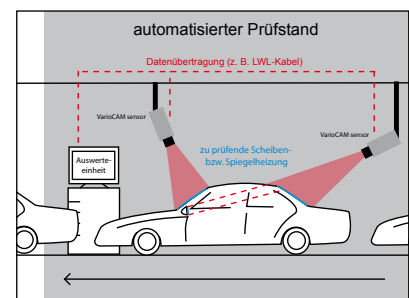 automatisierter Prüfstand
Datenübertragung (z. B. LWL-Kabel)
VarioCAM sensor
VarioCAM sensor
zu prüfende Scheiben-
bzw. Spiegelheizung
Auswerte-
einheit